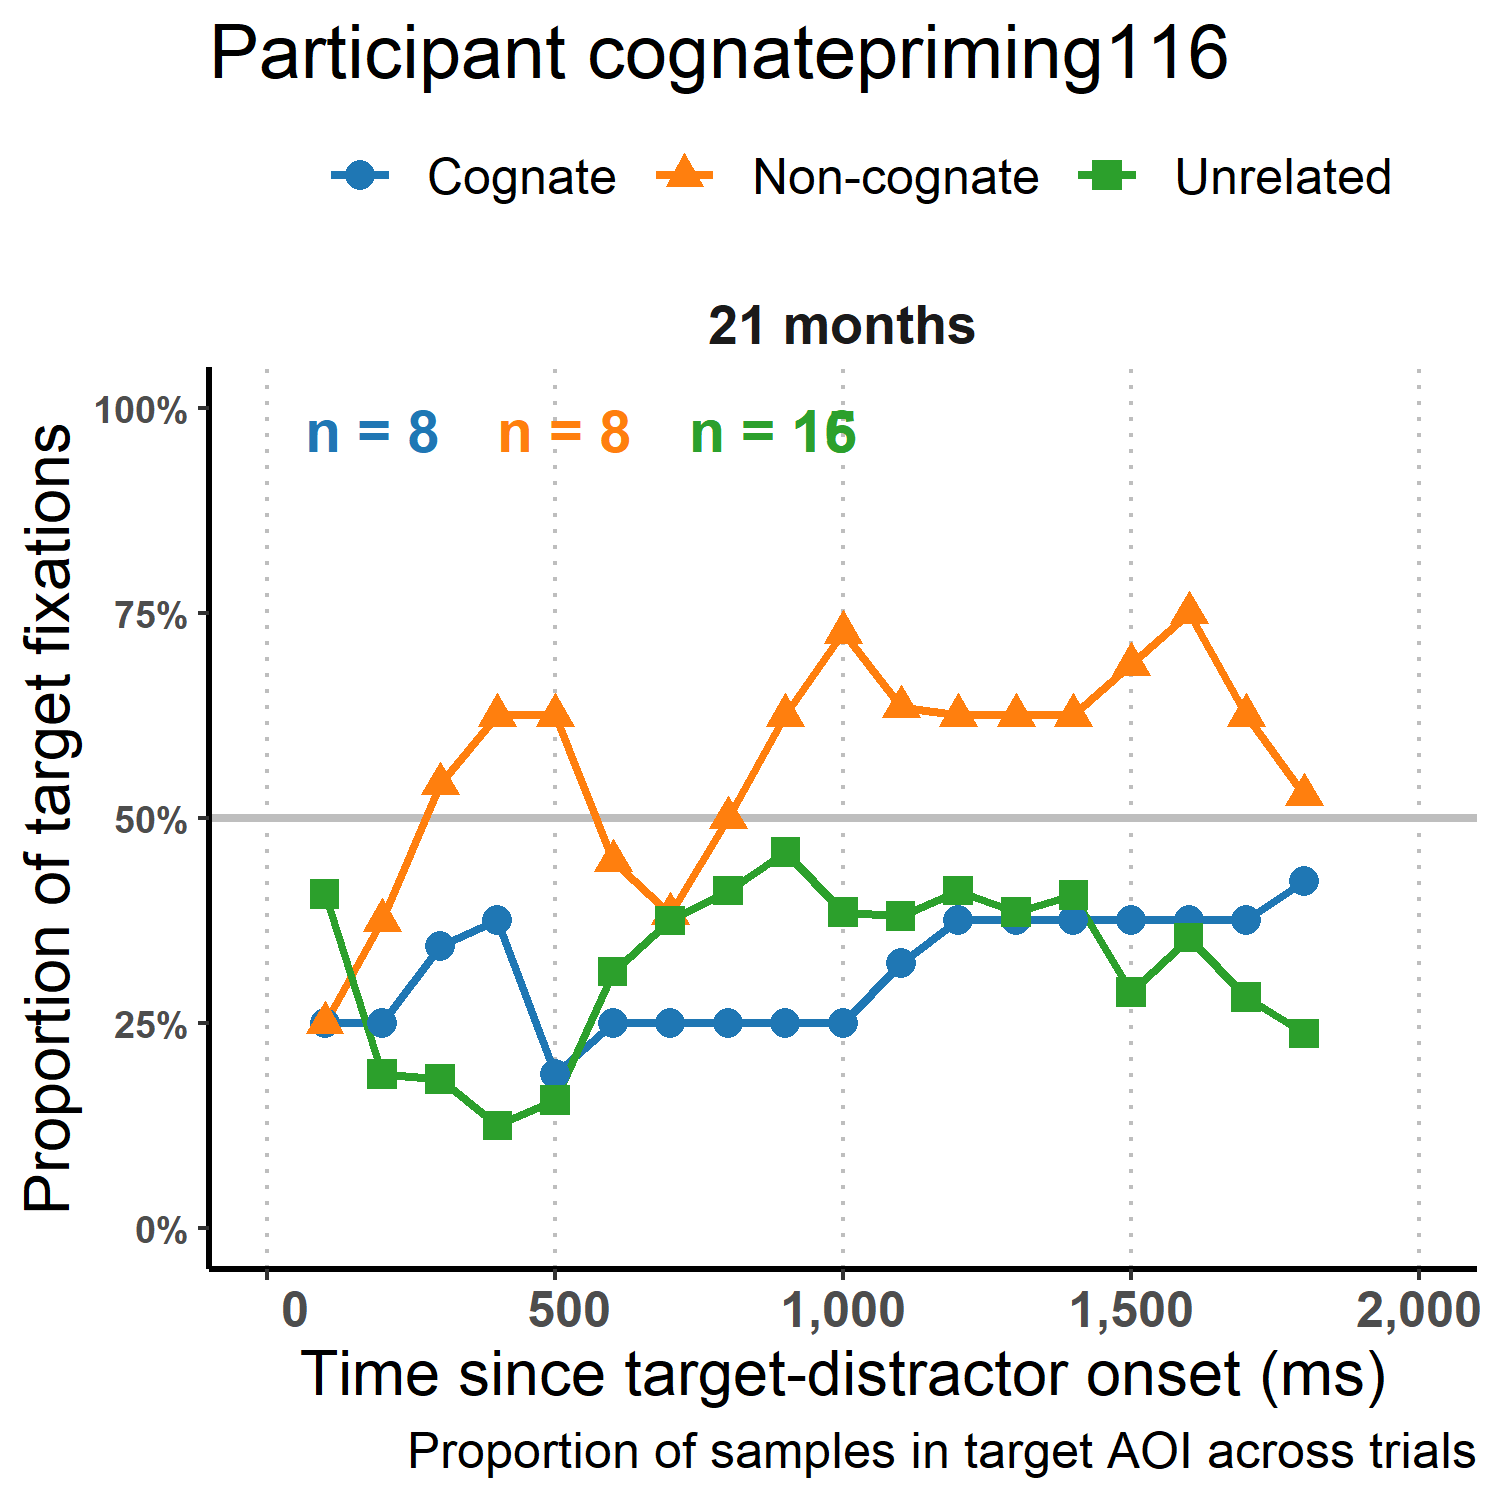 Participant cognatepriming116
Cognate Non-cognate Unrelated
21 months
n = 8 n = 8 n =
100%
75%
50%
25%
0%
Proportion of target fixations
0 500 1,000 1,500 2,000
Time since target-distractor onset (ms)
Proportion of samples in target AOI across trials